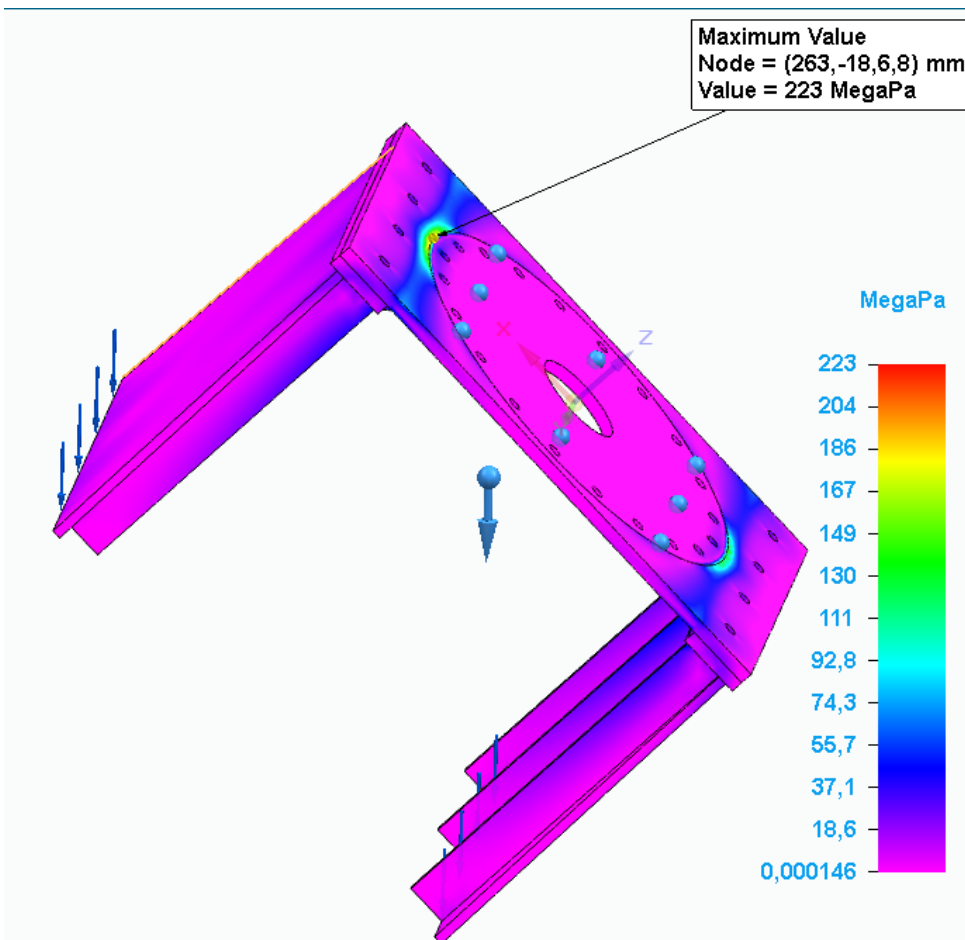 Maximum Value
Node = (263,-18,6,8) mm
Value = 223 MegaPa
X
Z
MegaPa
223
204
186
167
149
130
111
92,8
74,3
55,7
37,1
18,6
0,000146